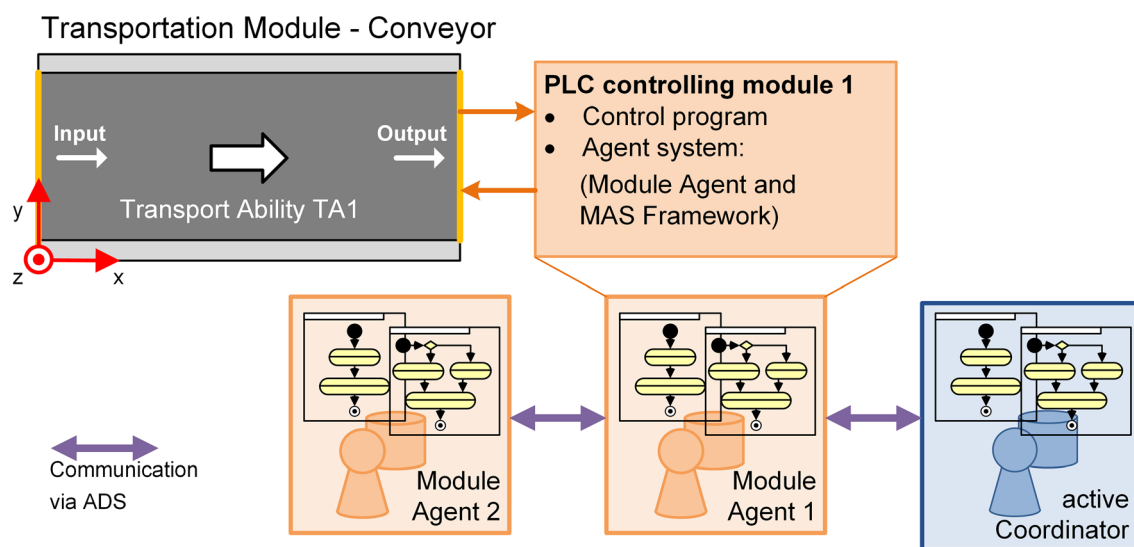 Transportation Module - Conveyor
Input
Output
Transport Ability TA1
y
z
x
PLC controlling module 1
• Control program
• Agent system:
(Module Agent and
MAS Framework)
Communication
via ADS
Module
Agent 2
Module
Agent 1
active
Coordinator